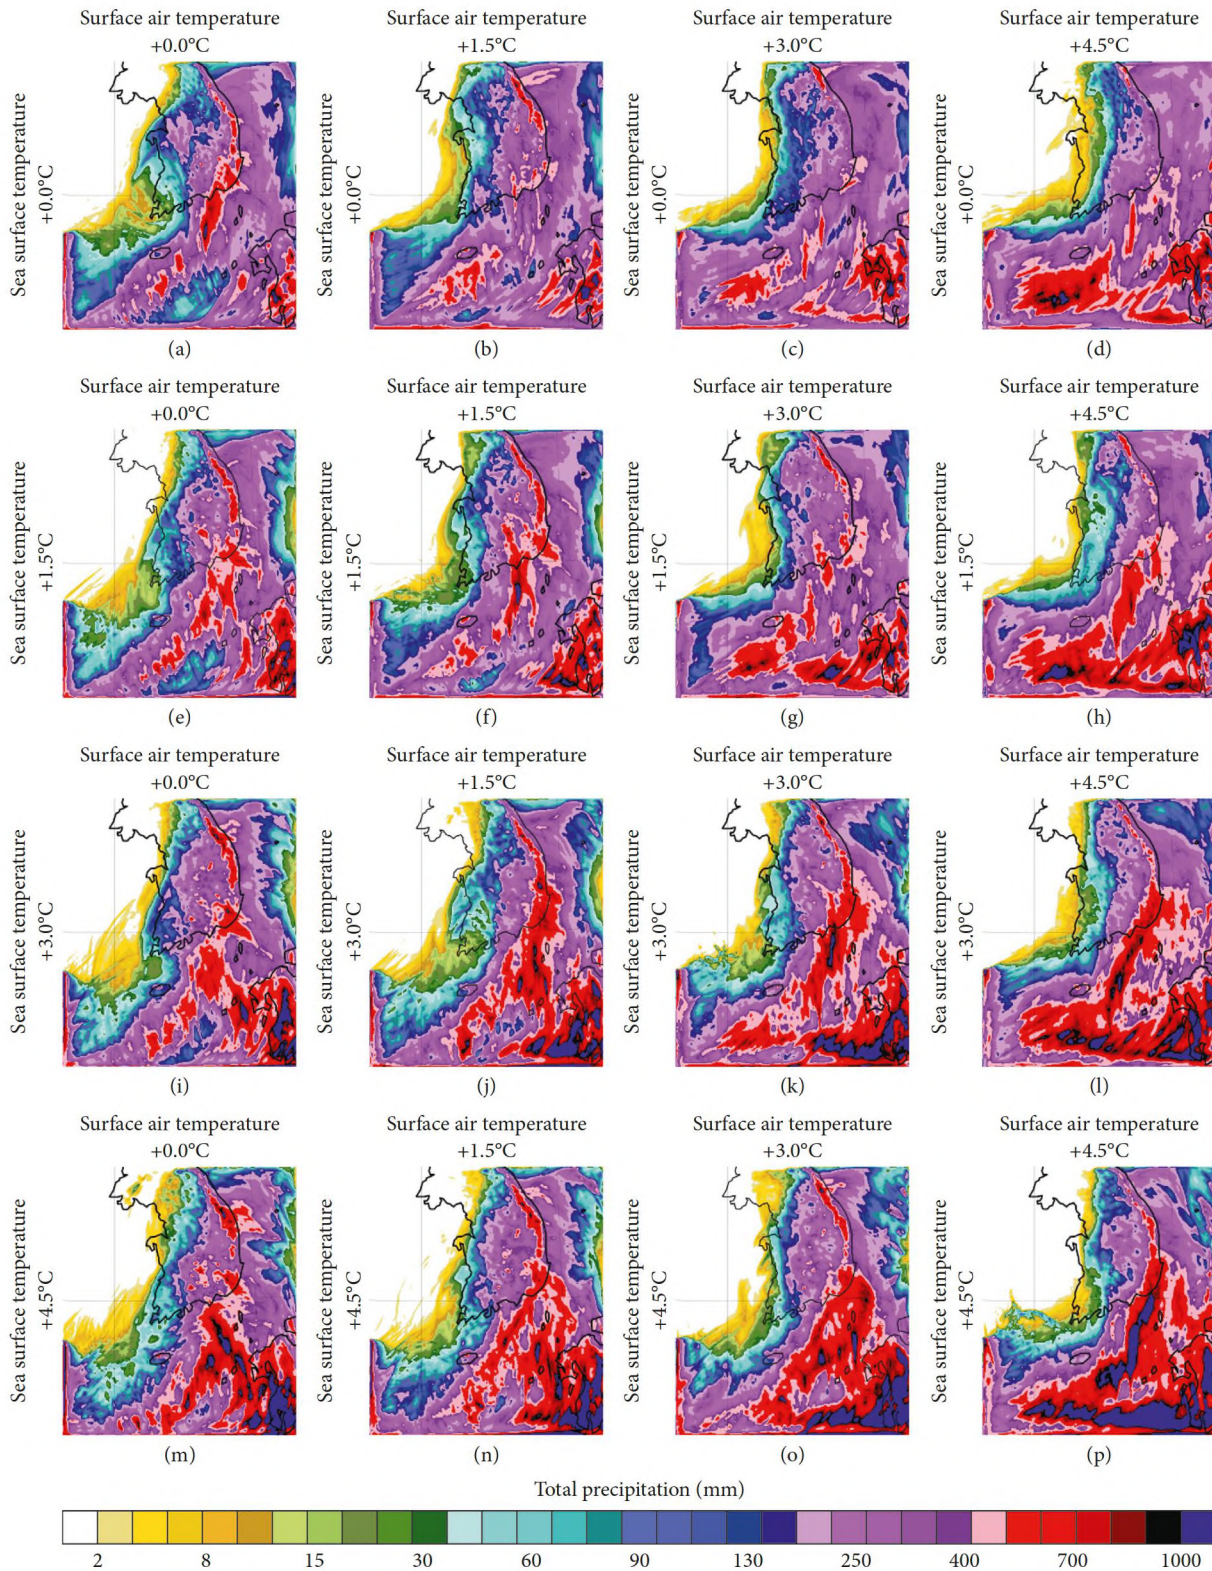 Surface air temperature Surface air temperature Surface air temperature Surface air temperature
+0.0°C +1.5°C +3.0°C +4.5°C
Sea surface temperature Sea surface temperature Sea surface temperature Sea surface temperature
+0.0°C +0.0°C +0.0°C +0.0°C
(a) (b) (c) (d)
Surface air temperature Surface air temperature Surface air temperature Surface air temperature
+0.0°C +1.5°C +3.0°C +4.5°C
Sea surface temperature Sea surface temperature Sea surface temperature Sea surface temperature
+1.5°C +1.5°C +1.5°C +1.5°C
(e) (f) (g) (h)
Surface air temperature Surface air temperature Surface air temperature Surface air temperature
+0.0°C +1.5°C +3.0°C +4.5°C
Sea surface temperature Sea surface temperature Sea surface temperature Sea surface temperature
+3.0°C +3.0°C +3.0°C +3.0°C
(i) (j) (k) (l)
Surface air temperature Surface air temperature Surface air temperature Surface air temperature
+0.0°C +1.5°C +3.0°C +4.5°C
Sea surface temperature Sea surface temperature Sea surface temperature Sea surface temperature
+4.5°C +4.5°C +4.5°C +4.5°C
(m) (n) (o) (p)
Total precipitation (mm)
2 8 15 30 60 90 130 250 400 700 1000